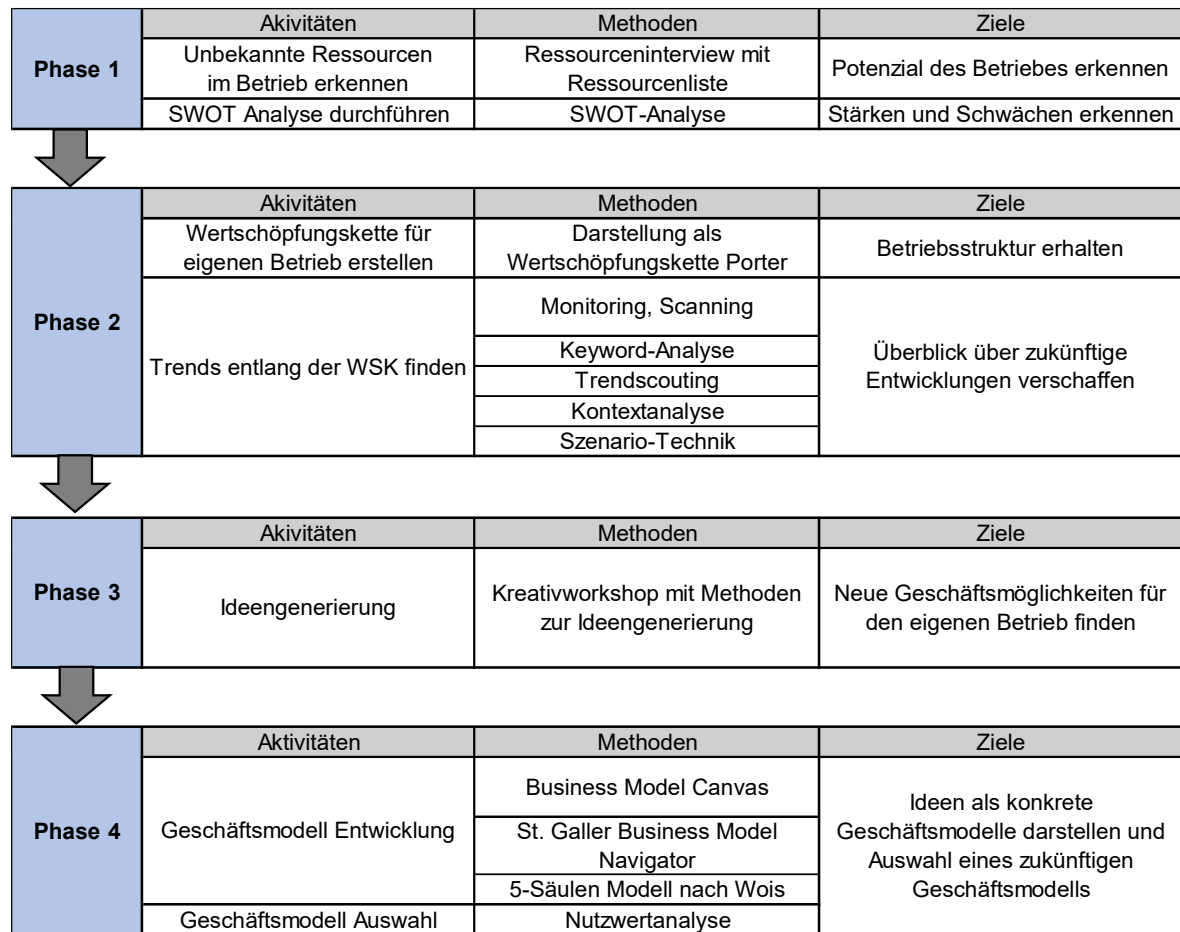 Akivitäten
Methoden
Ziele
Phase 1
Unbekannte Ressourcen
im Betrieb erkennen
Ressourceninterview mit
Ressourcenliste
Potenzial des Betriebes erkennen
SWOT Analyse durchführen
SWOT-Analyse
Stärken und Schwächen erkennen
Akivitäten
Methoden
Ziele
Phase 2
Wertschöpfungskette für
eigenen Betrieb erstellen
Darstellung als
Wertschöpfungskette Porter
Betriebsstruktur erhalten
Trends entlang der WSK finden
Monitoring, Scanning
Keyword-Analyse
Trendscouting
Kontextanalyse
Szenario-Technik
Überblick über zukünftige
Entwicklungen verschaffen
Akivitäten
Methoden
Ziele
Phase 3
Ideengenerierung
Kreativworkshop mit Methoden
zur Ideengenerierung
Neue Geschäftsmöglichkeiten für
den eigenen Betrieb finden
Aktivitäten
Methoden
Ziele
Phase 4
Geschäftsmodell Entwicklung
Business Model Canvas
St. Galler Business Model
Navigator
5-Säulen Modell nach Wois
Ideen als konkrete
Geschäftsmodelle darstellen und
Auswahl eines zukünftigen
Geschäftsmodells
Geschäftsmodell Auswahl
Nutzwertanalyse